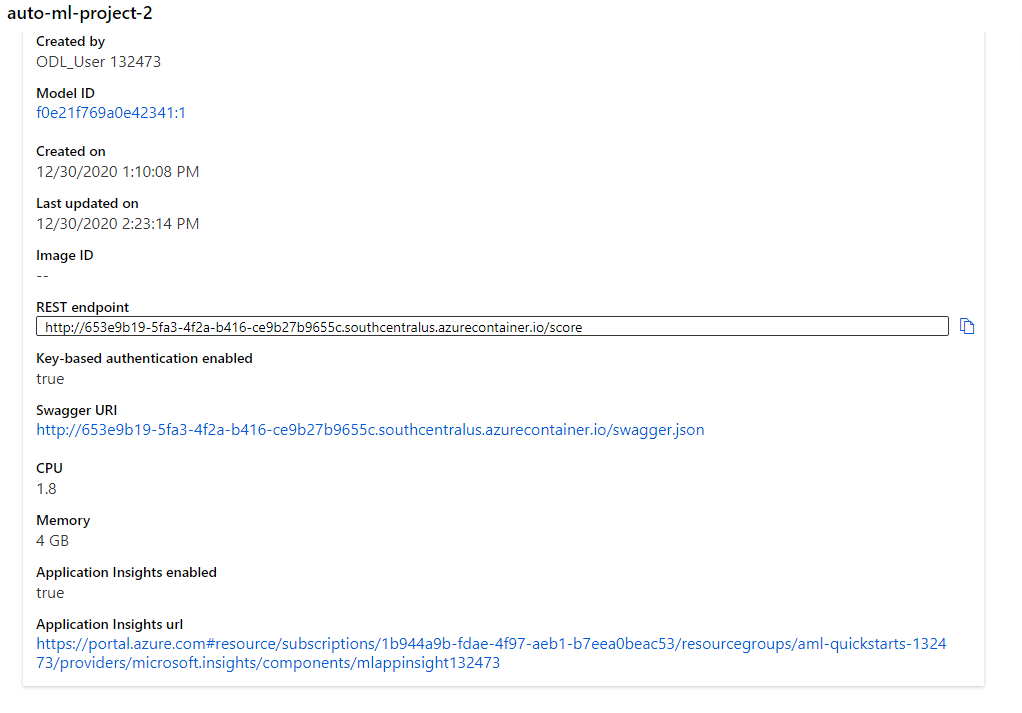 auto-ml-project-2
Created by
ODL_User 132473
Model ID
f0e21f769a0e42341:1
Created on
12/30/2020 1:10:08 PM
Last updated on
12/30/2020 2:23:14 PM
Image ID
--
REST endpoint
http://653e9b19-5fa3-4f2a-b416-ce9b27b9655c.southcentralus.azurecontainer.io/score
Key-based authentication enabled
true
Swagger URI
http://653e9b19-5fa3-4f2a-b416-ce9b27b9655c.southcentralus.azurecontainer.io/swagger.json
CPU
1.8
Memory
4 GB
Application Insights enabled
true
Application Insights url
https://portal.azure.com#resource/subscriptions/1b944a9b-fdae-4f97-aeb1-b7eea0beac53/resourcegroups/aml-quickstarts-1324
73/providers/microsoft.insights/components/mlappinsight132473